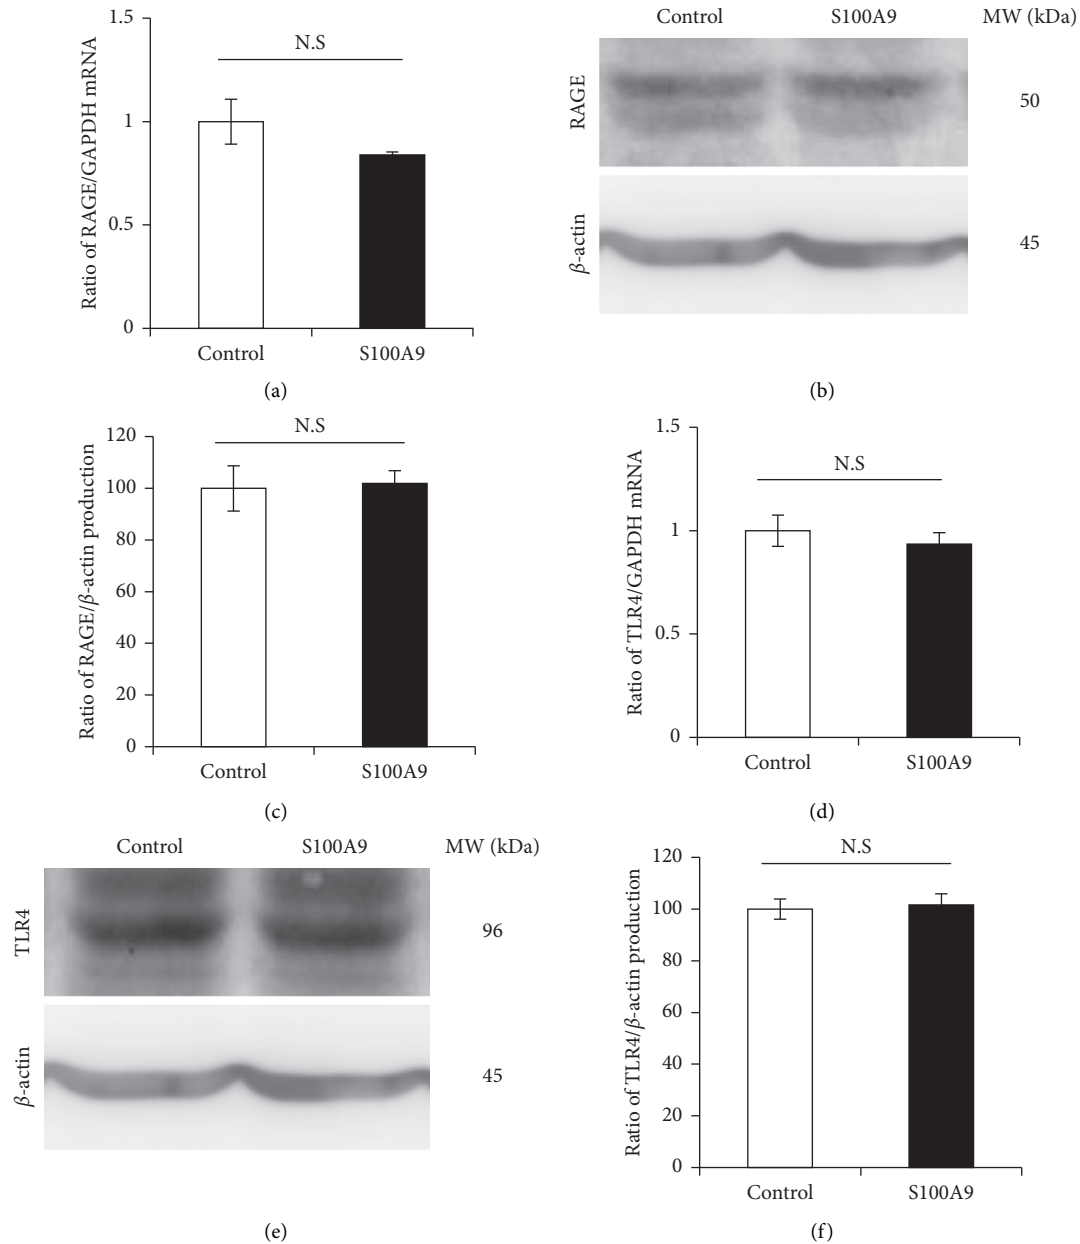 Ratio of RAGE/GAPDH mRNA
1.5
1
0.5
0
N.S
Control
S100A9
(a)
Control
S100A9
MW (kDa)
RAGE
50
β-actin
45
(b)
Ratio of RAGE/β-actin production
120
100
80
60
40
20
0
N.S
Control
S100A9
(c)
Ratio of TLR4/GAPDH mRNA
1.5
1
0.5
0
N.S
Control
S100A9
(d)
Control
S100A9
MW (kDa)
TLR4
96
β-actin
45
(e)
Ratio of TLR4/β-actin production
120
100
80
60
40
20
0
N.S
Control
S100A9
(f)